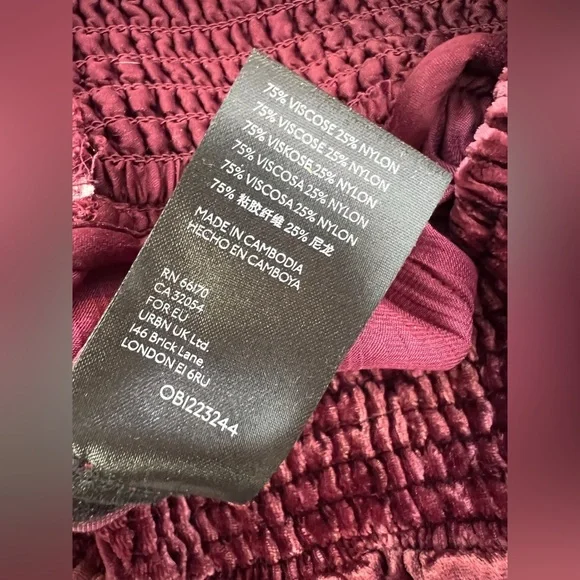 75% VISCOSE 25% NYLON
75% VISCOSE 25% NYLON
75% VISKOSE 25% NYLON
75% VISCOSA 25% NYLON
75% VISCOSA 25% NYLON
75% 粘胶纤维 25% 尼龙
MADE IN CAMBODIA
HECHO EN CAMBOYA
RN 66170
CA 32054
FOR EU
URBN UK Ltd.
146 Brick Lane,
LONDON E1 6RU
OB1223244